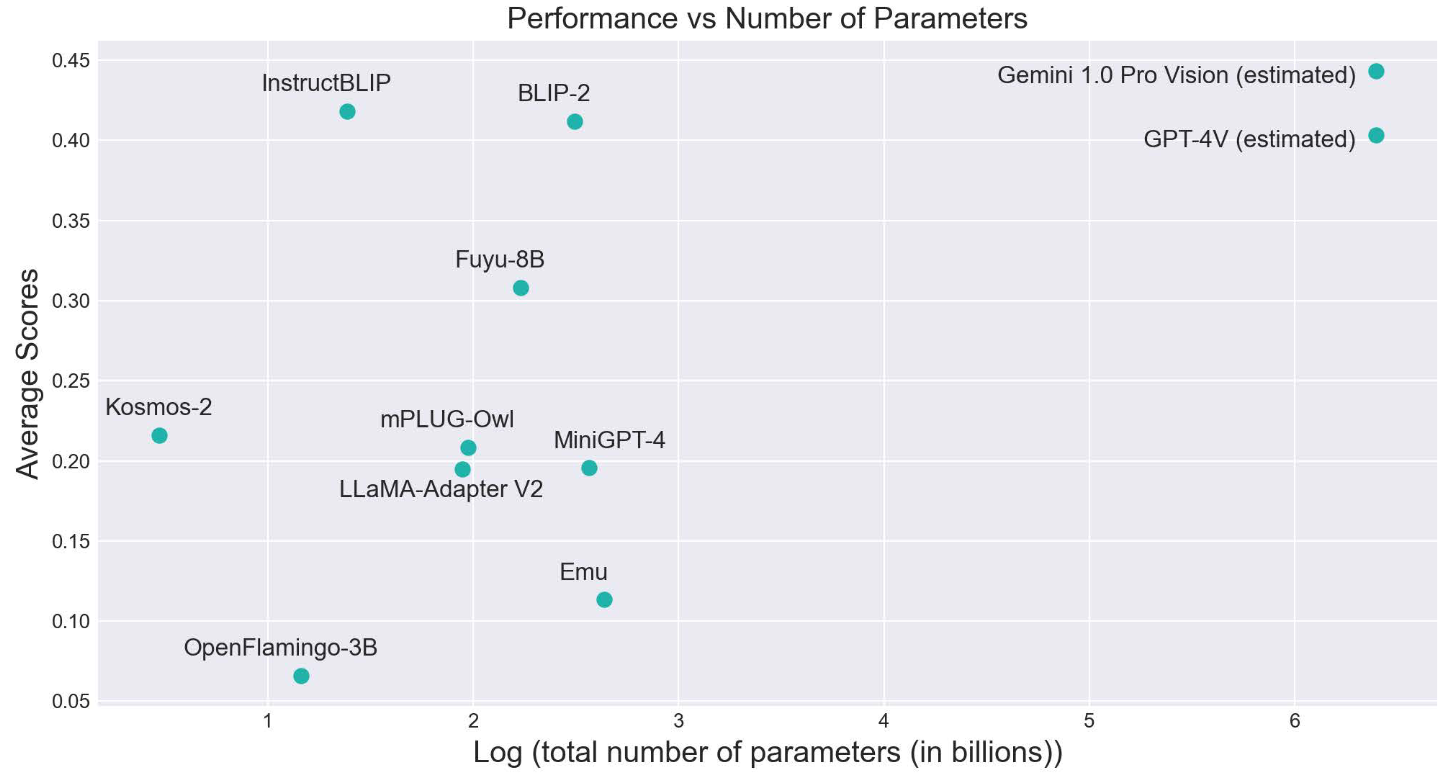 Performance vs Number of Parameters
0.45
Gemini 1.0 Pro Vision (estimated)
InstructBLIP
BLIP-2
0.40
GPT-4V (estimated)
0.35
Fuyu-8B
0.30
Average Scores
0.25
Kosmos-2
mPLUG-Owl
MiniGPT-4
0.20
LLaMA-Adapter V2
0.15
Emu
0.10
OpenFlamingo-3B
0.05
1 2 3 4 5 6
Log (total number of parameters (in billions))